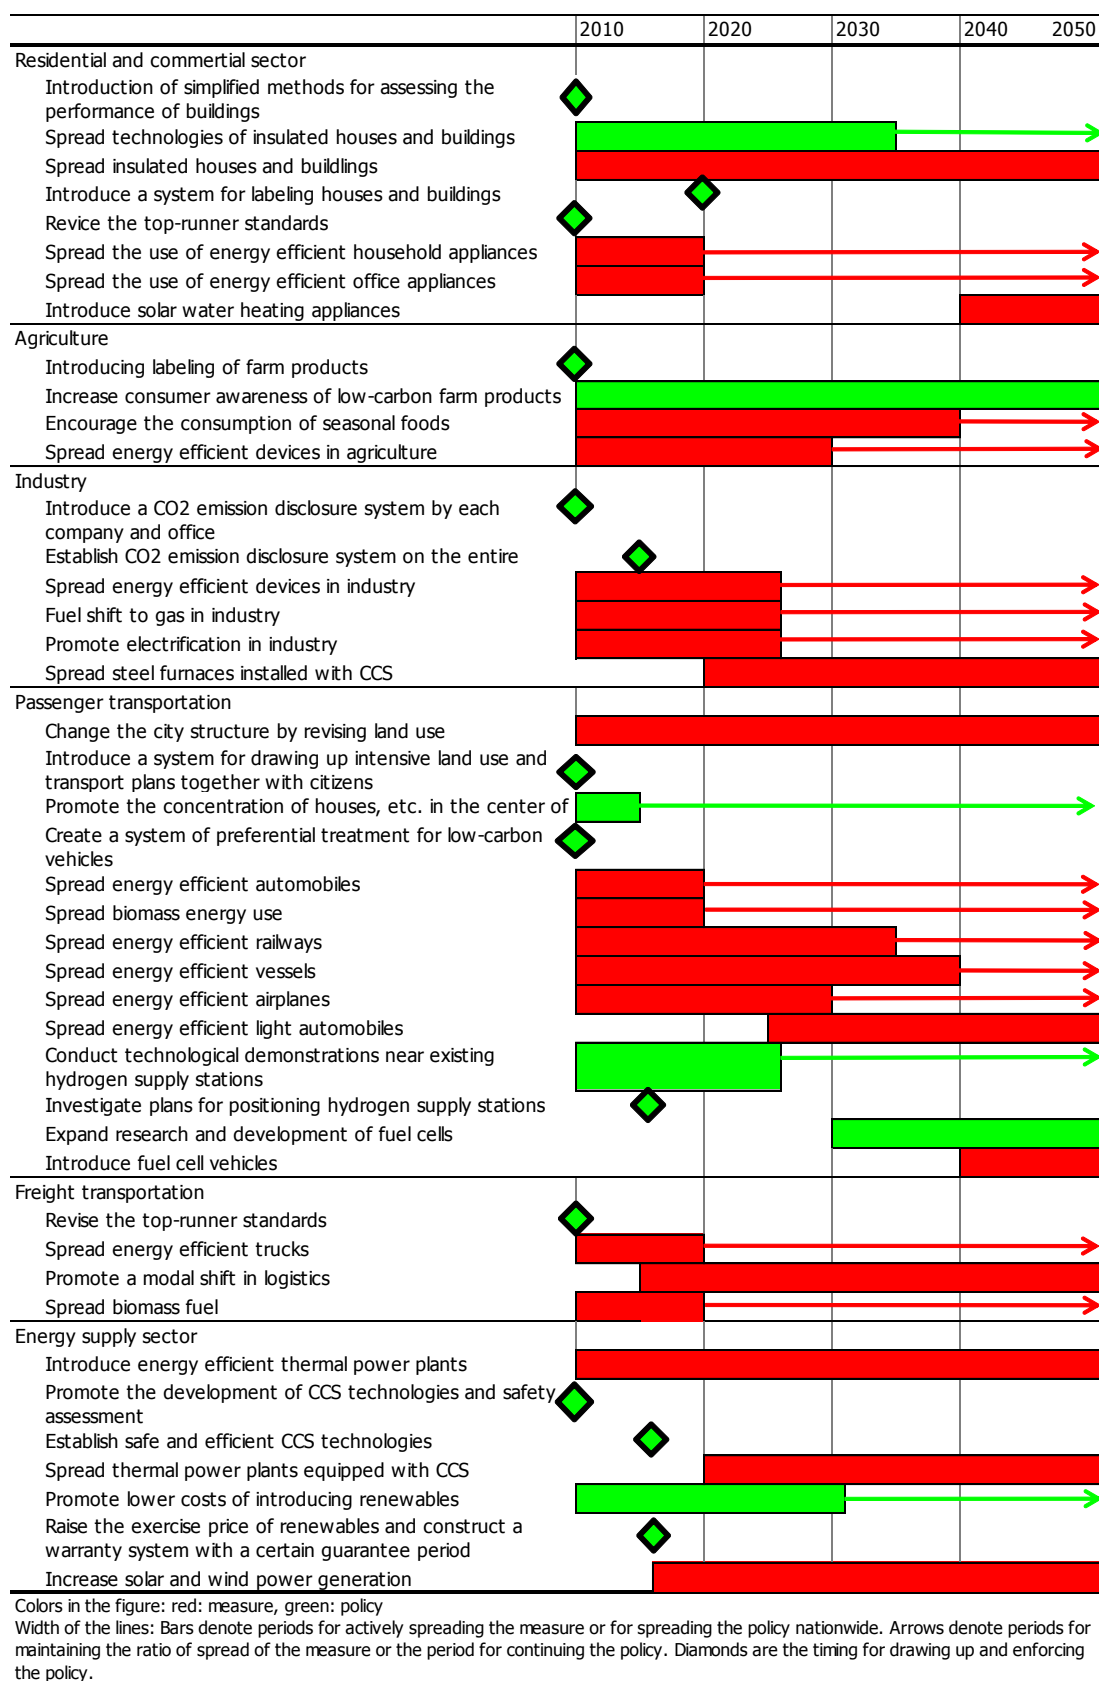 2010 2020 2030 2040 2050
Residential and commertial sector
Introduction of simplified methods for assessing the
performance of buildings
Spread technologies of insulated houses and buildings
Spread insulated houses and buildlings
Introduce a system for labeling houses and buildings
Revice the top-runner standards
Spread the use of energy efficient household appliances
Spread the use of energy efficient office appliances
Introduce solar water heating appliances
Agriculture
Introducing labeling of farm products
Increase consumer awareness of low-carbon farm products
Encourage the consumption of seasonal foods
Spread energy efficient devices in agriculture
Industry
Introduce a CO2 emission disclosure system by each
company and office
Establish CO2 emission disclosure system on the entire
Spread energy efficient devices in industry
Fuel shift to gas in industry
Promote electrification in industry
Spread steel furnaces installed with CCS
Passenger transportation
Change the city structure by revising land use
Introduce a system for drawing up intensive land use and
transport plans together with citizens
Promote the concentration of houses, etc. in the center of
Create a system of preferential treatment for low-carbon
vehicles
Spread energy efficient automobiles
Spread biomass energy use
Spread energy efficient railways
Spread energy efficient vessels
Spread energy efficient airplanes
Spread energy efficient light automobiles
Conduct technological demonstrations near existing
hydrogen supply stations
Investigate plans for positioning hydrogen supply stations
Expand research and development of fuel cells
Introduce fuel cell vehicles
Freight transportation
Revise the top-runner standards
Spread energy efficient trucks
Promote a modal shift in logistics
Spread biomass fuel
Energy supply sector
Introduce energy efficient thermal power plants
Promote the development of CCS technologies and safety
assessment
Establish safe and efficient CCS technologies
Spread thermal power plants equipped with CCS
Promote lower costs of introducing renewables
Raise the exercise price of renewables and construct a
warranty system with a certain guarantee period
Increase solar and wind power generation
Colors in the figure: red: measure, green: policy
Width of the lines: Bars denote periods for actively spreading the measure or for spreading the policy nationwide. Arrows denote periods for
maintaining the ratio of spread of the measure or the period for continuing the policy. Diamonds are the timing for drawing up and enforcing
the policy.